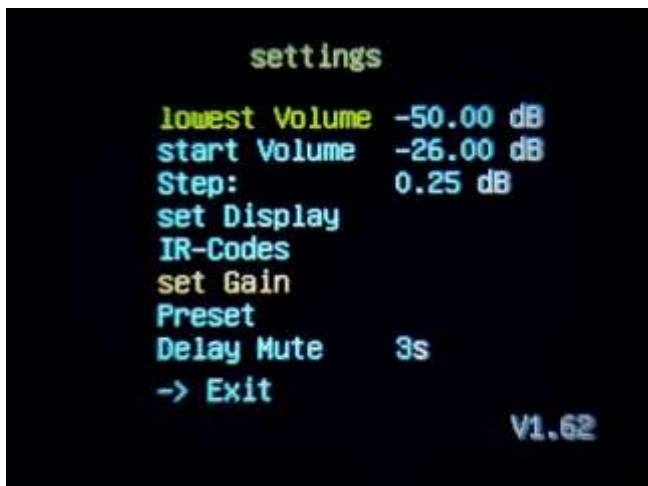 settings
lowest Volume -50.00 dB
start Volume -26.00 dB
Step: 0.25 dB
set Display
IR-Codes
set Gain
Preset
Delay Mute 3s
-> Exit
V1.62